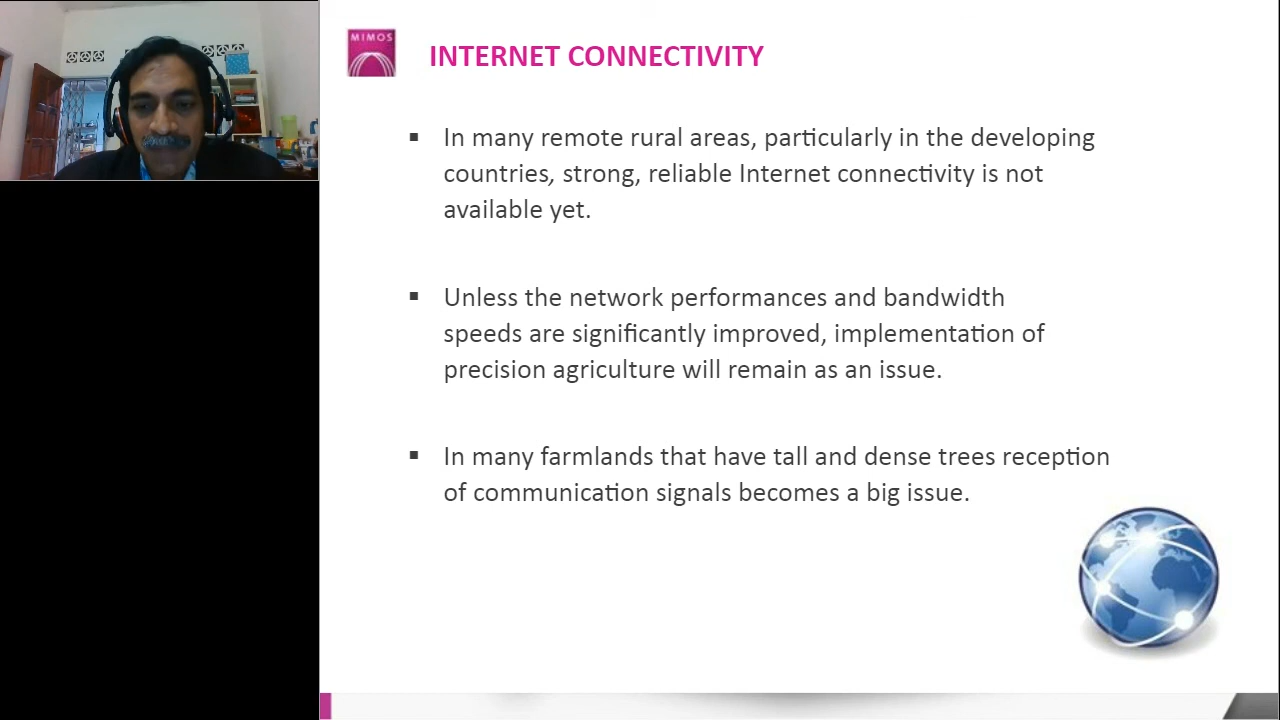 MIMOS
INTERNET CONNECTIVITY
▪ In many remote rural areas, particularly in the developing
countries, strong, reliable Internet connectivity is not
available yet.
▪ Unless the network performances and bandwidth
speeds are significantly improved, implementation of
precision agriculture will remain as an issue.
▪ In many farmlands that have tall and dense trees reception
of communication signals becomes a big issue.